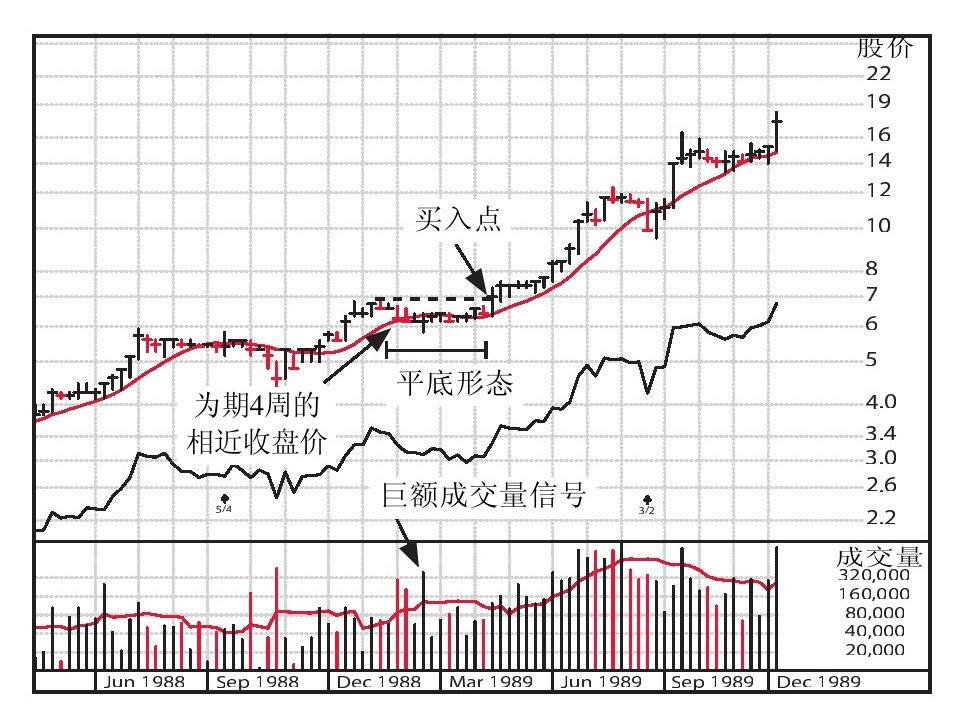 股价
22
19
16
14
12
10
买入点
8
7
6
5
平底形态
4.0
为期4周的
相近收盘价
3.4
3.0
2.6
巨额成交量信号
5/4
3/2
2.2
成交量
320,000
160,000
80,000
40,000
20,000
Jun 1988
Sep 1988
Dec 1988
Mar 1989
Jun 1989
Sep 1989
Dec 1989